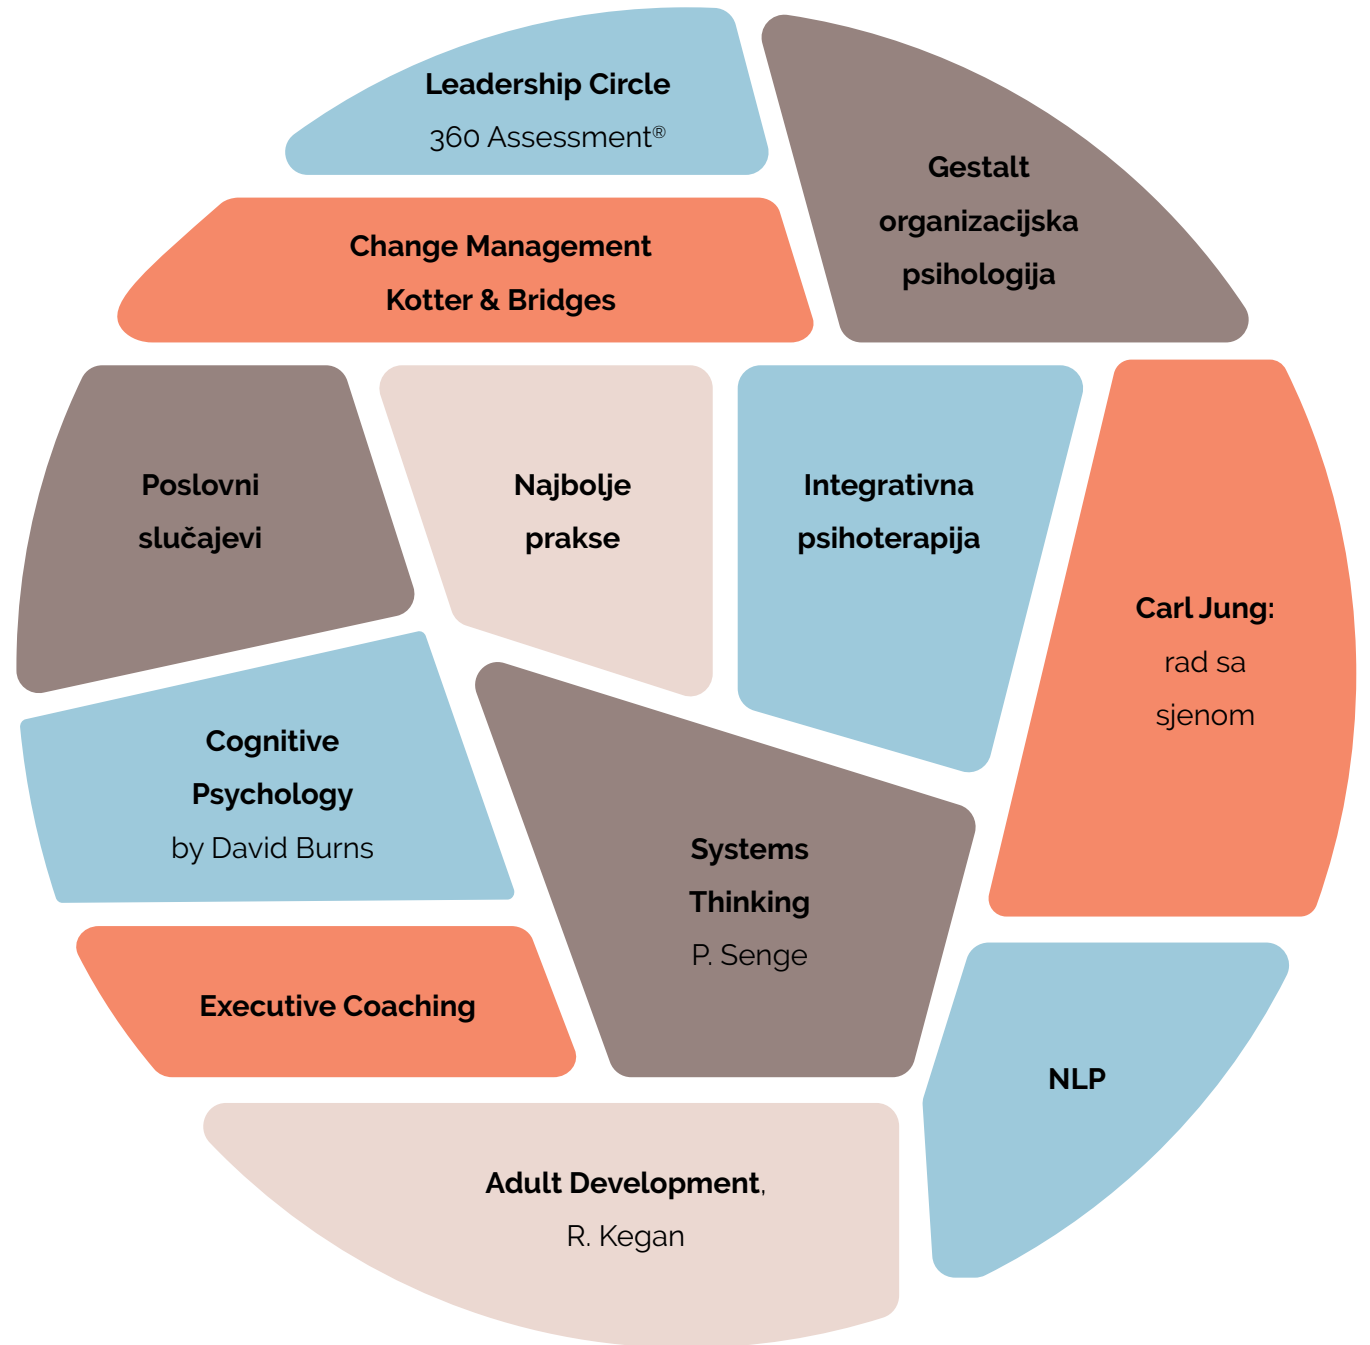 Leadership Circle
360 Assessment®
Gestalt
organizacijska
psihologija
Change Management
Kotter & Bridges
Poslovni
slučajevi
Najbolje
prakse
Integrativna
psihoterapija
Carl Jung:
rad sa
sjenom
Cognitive
Psychology
by David Burns
Systems
Thinking
P. Senge
Executive Coaching
NLP
Adult Development,
R. Kegan